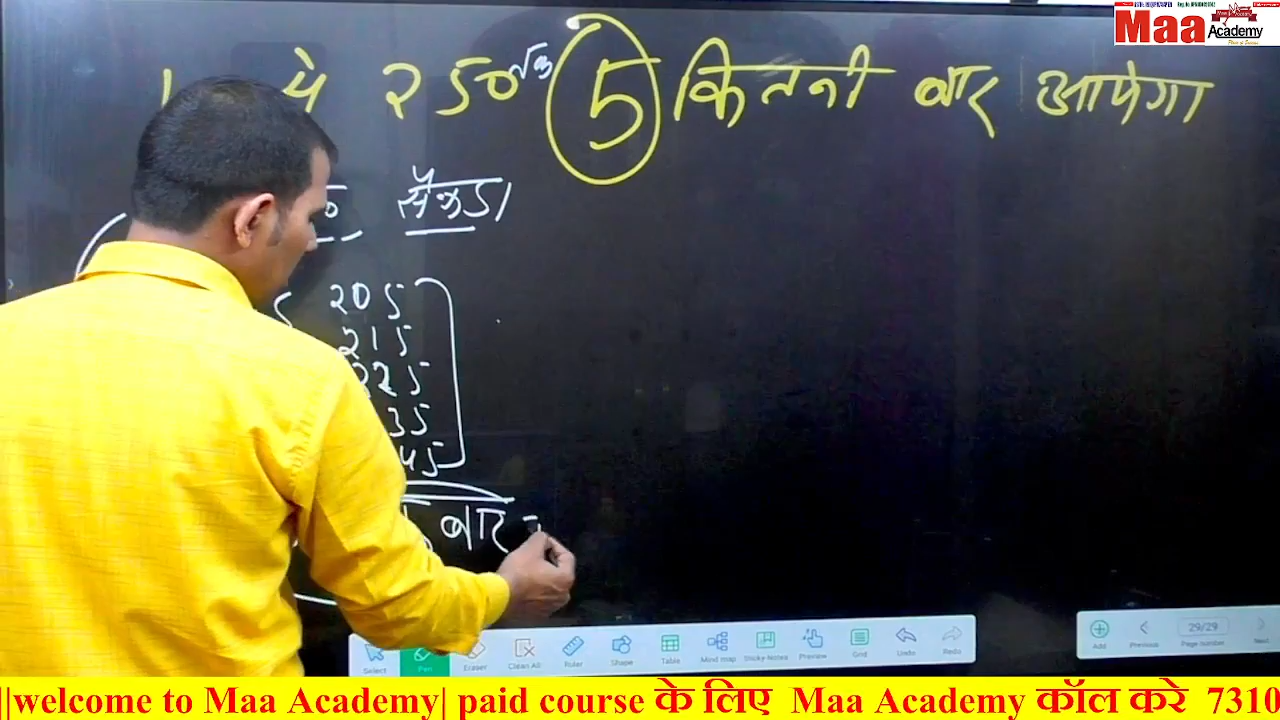 Maa Academy
1 से 250 तक 5 कितनी बार आयेगा
सैकडा
205
215
225
35
45
बार =
Select Pen Eraser Clean All Ruler Shape Table Mind map Sticky-Notes Preview Grid Undo Redo
Add Previous 29/29 Page number Next
||welcome to Maa Academy| paid course के लिए Maa Academy कॉल करे 7310